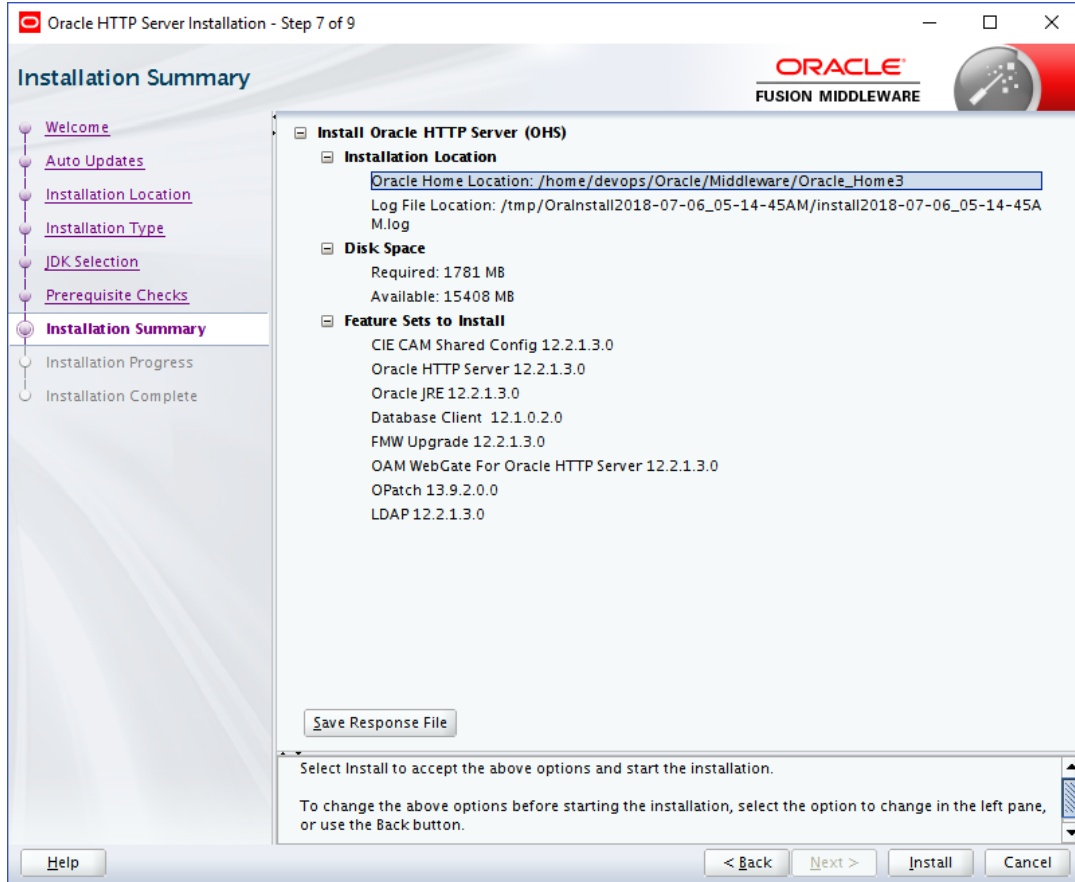 Oracle HTTP Server Installation - Step 7 of 9
Installation Summary
ORACLE
FUSION MIDDLEWARE
Welcome
Auto Updates
Installation Location
Installation Type
JDK Selection
Prerequisite Checks
Installation Summary
Installation Progress
Installation Complete
Install Oracle HTTP Server (OHS)
Installation Location
Oracle Home Location: /home/devops/Oracle/Middleware/Oracle_Home3
Log File Location: /tmp/OraInstall2018-07-06_05-14-45AM/install2018-07-06_05-14-45A
M.log
Disk Space
Required: 1781 MB
Available: 15408 MB
Feature Sets to Install
CIE CAM Shared Config 12.2.1.3.0
Oracle HTTP Server 12.2.1.3.0
Oracle JRE 12.2.1.3.0
Database Client 12.1.0.2.0
FMW Upgrade 12.2.1.3.0
OAM WebGate For Oracle HTTP Server 12.2.1.3.0
OPatch 13.9.2.0.0
LDAP 12.2.1.3.0
Save Response File
Select Install to accept the above options and start the installation.
To change the above options before starting the installation, select the option to change in the left pane,
or use the Back button.
Help
< Back
Next >
Install
Cancel